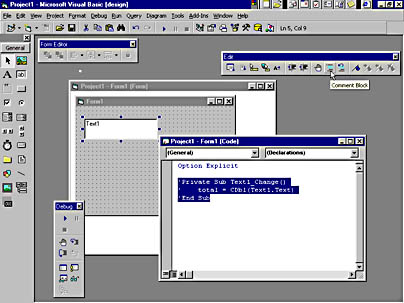 Project1 - Microsoft Visual Basic [design]
File Edit View Project Format Debug Run Query Diagram Tools Add-Ins Window Help
Ln 5, Col 9
General
Form Editor
Edit
Comment Block
Project1 - Form1 (Form)
Form1
Text1
Project1 - Form1 (Code)
(General)
(Declarations)
Option Explicit
'Private Sub Text1_Change()
'    total = CDbl(Text1.Text)
'End Sub
Debug